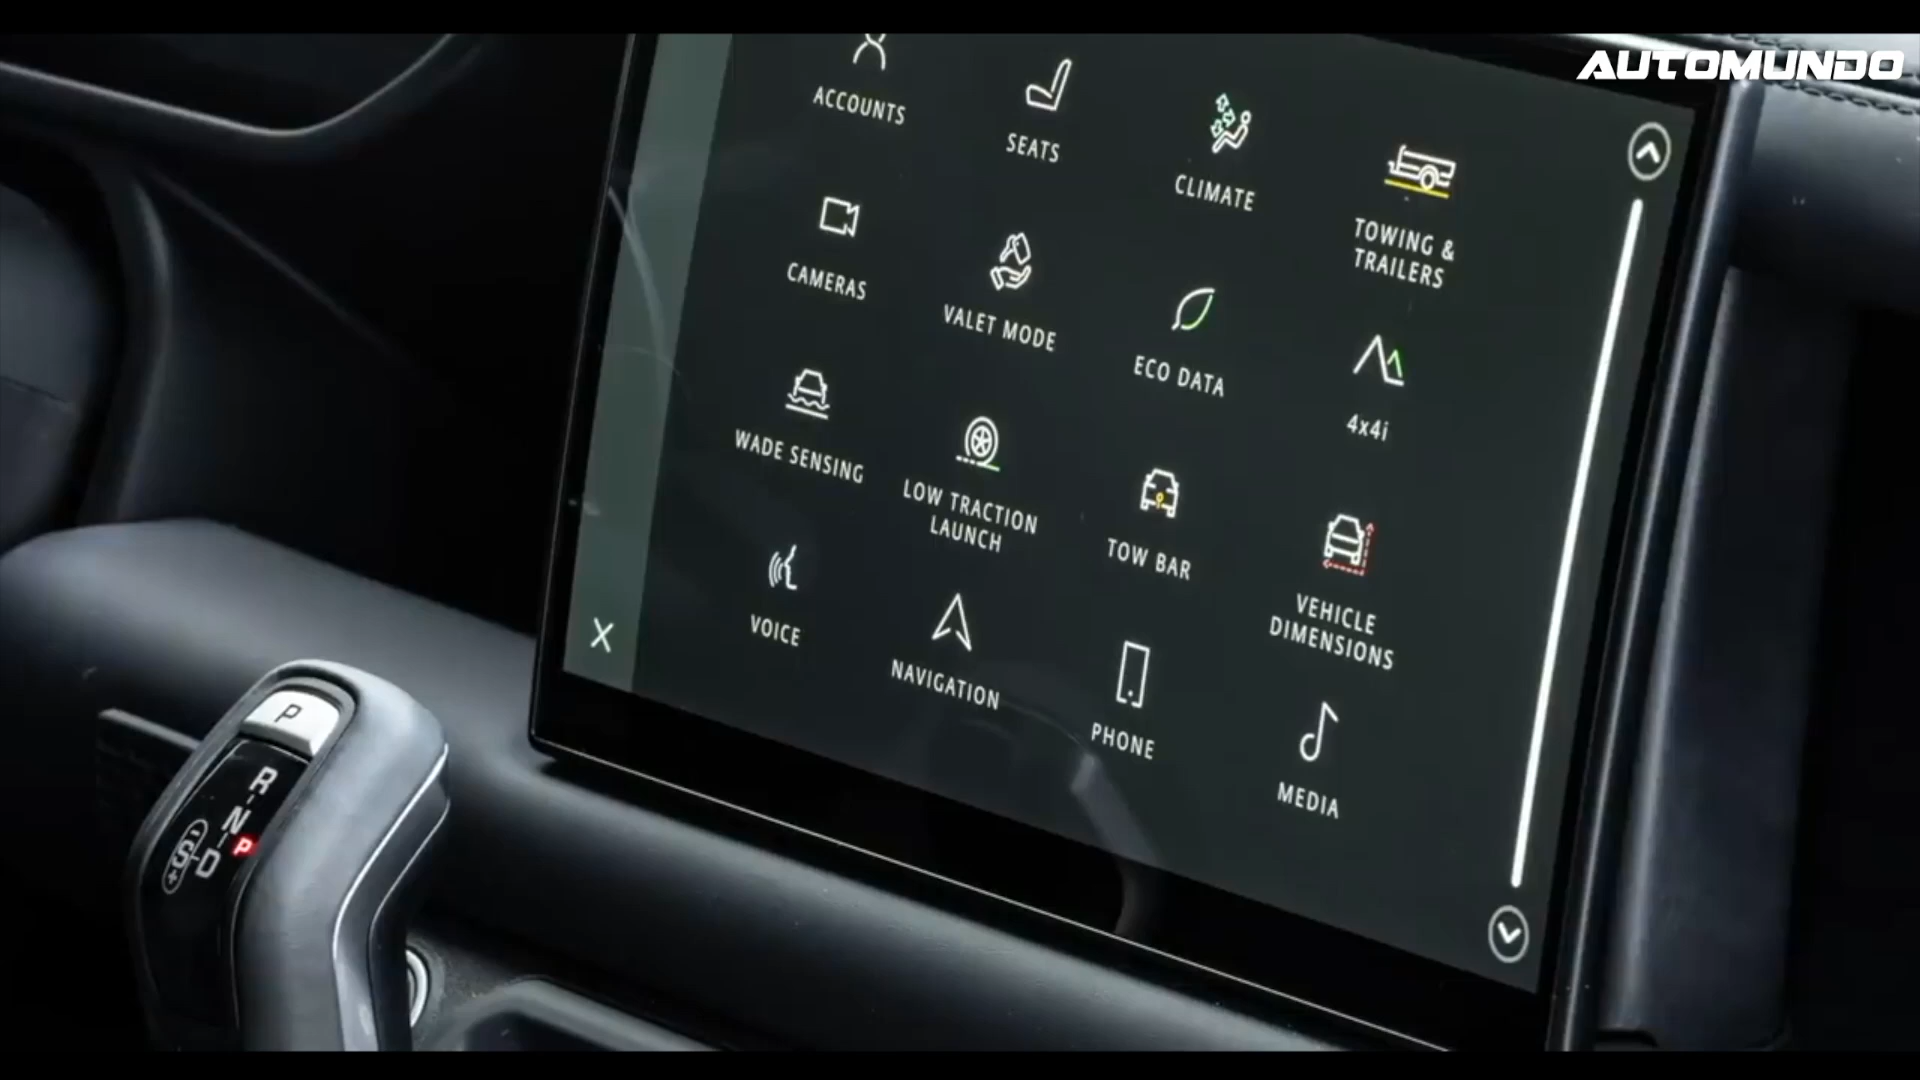 AUTOMUNDO
ACCOUNTS
SEATS
CLIMATE
TOWING &
TRAILERS
CAMERAS
VALET MODE
ECO DATA
4x4i
WADE SENSING
LOW TRACTION
LAUNCH
TOW BAR
VEHICLE
DIMENSIONS
VOICE
NAVIGATION
PHONE
MEDIA
X
P
R
N
P
D
+S-